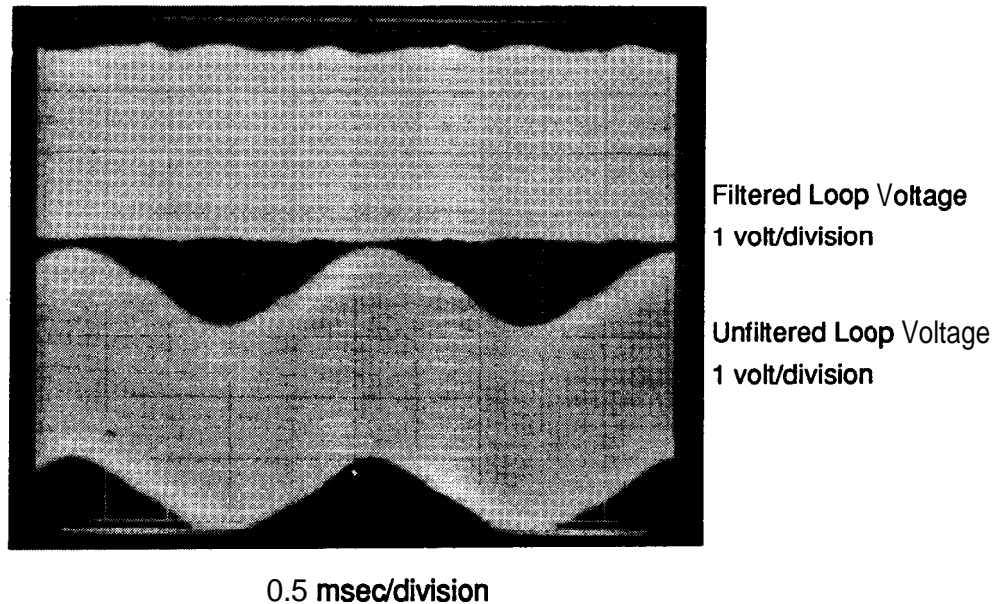 Filtered Loop Voltage
1 volt/division
Unfiltered Loop Voltage
1 volt/division
0.5 msec/division